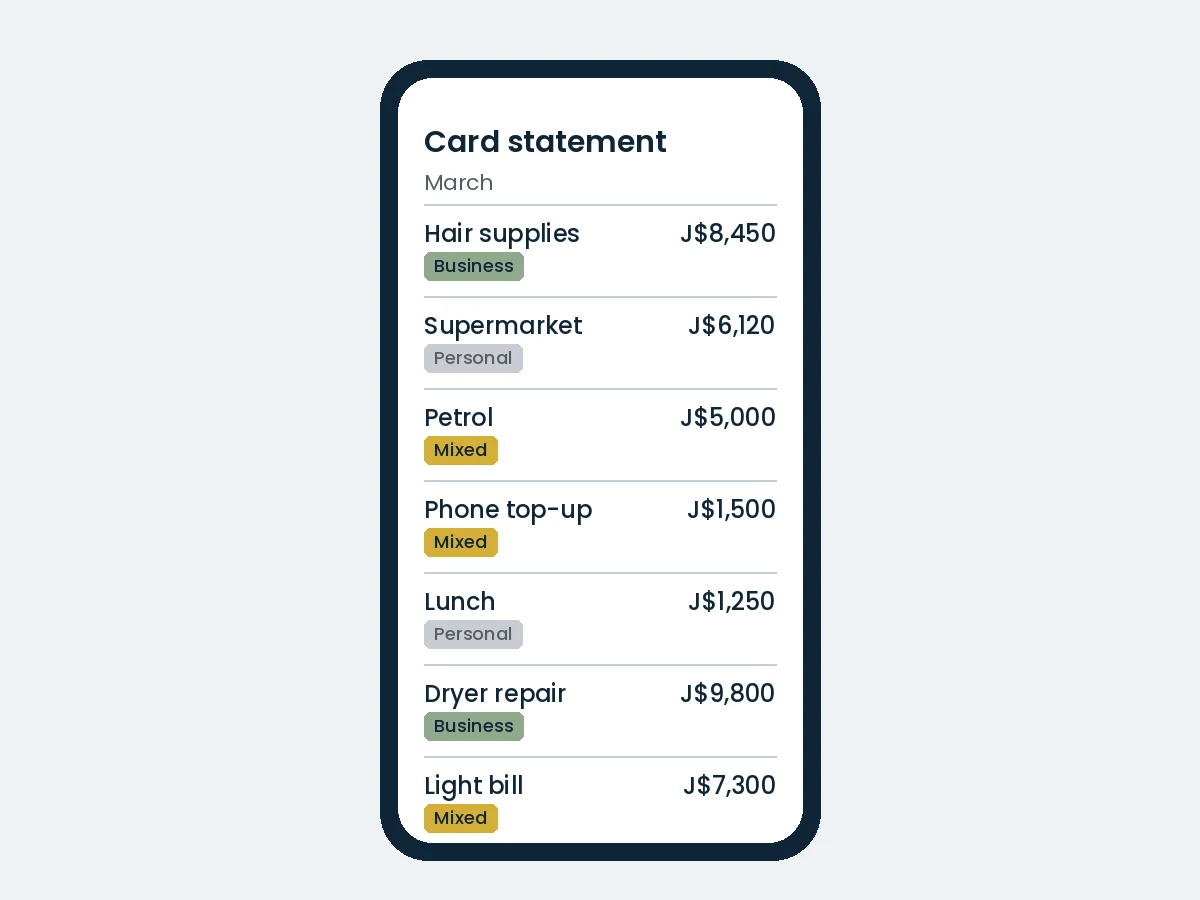 Card statement
March
Hair supplies J$8,450
Business
Supermarket J$6,120
Personal
Petrol J$5,000
Mixed
Phone top-up J$1,500
Mixed
Lunch J$1,250
Personal
Dryer repair J$9,800
Business
Light bill J$7,300
Mixed